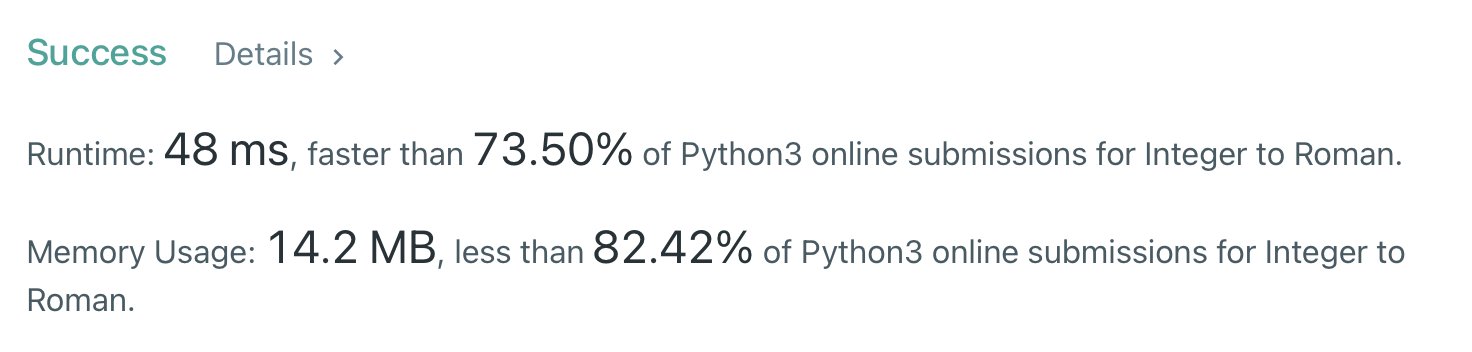 Success Details >
Runtime: 48 ms, faster than 73.50% of Python3 online submissions for Integer to Roman.
Memory Usage: 14.2 MB, less than 82.42% of Python3 online submissions for Integer to
Roman.